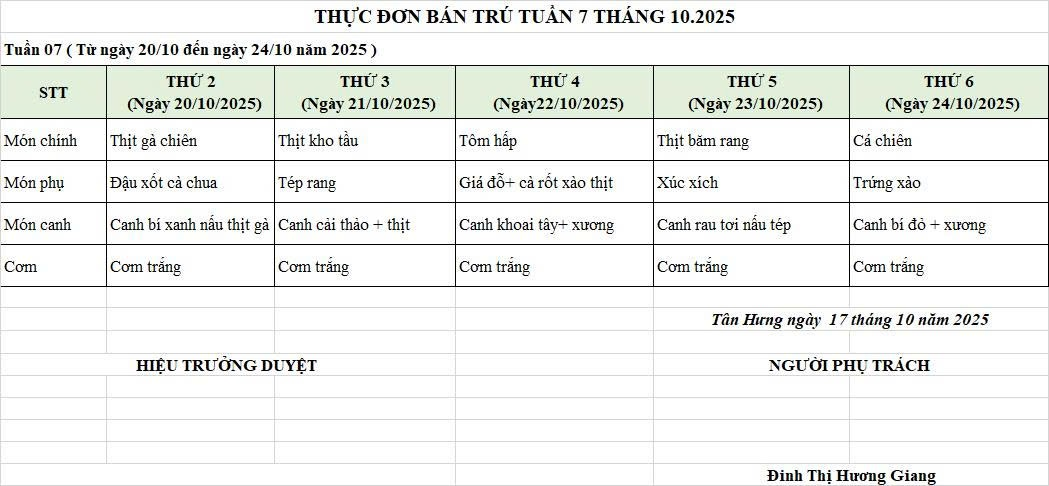 THỰC ĐƠN BÁN TRÚ TUẦN 7 THÁNG 10.2025
Tuần 07 ( Từ ngày 20/10 đến ngày 24/10 năm 2025 )
STT THỨ 2 (Ngày 20/10/2025) THỨ 3 (Ngày 21/10/2025) THỨ 4 (Ngày22/10/2025) THỨ 5 (Ngày 23/10/2025) THỨ 6 (Ngày 24/10/2025)
Món chính Thịt gà chiên Thịt kho tầu Tôm hấp Thịt băm rang Cá chiên
Món phụ Đậu xốt cà chua Tép rang Giá đỗ+ cà rốt xào thịt Xúc xích Trứng xào
Món canh Canh bí xanh nấu thịt gà Canh cải thảo + thịt Canh khoai tây+ xương Canh rau tơi nấu tép Canh bí đỏ + xương
Cơm Cơm trắng Cơm trắng Cơm trắng Cơm trắng Cơm trắng
Tân Hưng ngày 17 tháng 10 năm 2025
HIỆU TRƯỞNG DUYỆT NGƯỜI PHỤ TRÁCH
Đinh Thị Hương Giang